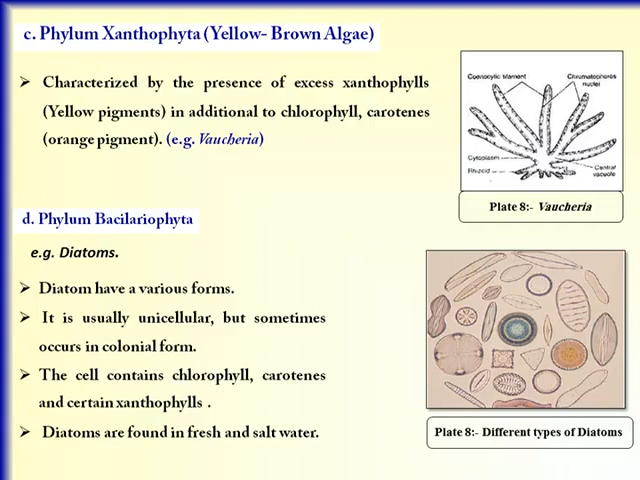 c. Phylum Xanthophyta (Yellow- Brown Algae)
➢ Characterized by the presence of excess xanthophylls
(Yellow pigments) in additional to chlorophyll, carotenes
(orange pigment). (e.g. Vaucheria)
Coenocytic filament
Chromatophores
nuclei
Cytoplasm
Rhizoid
Central
vacuole
Plate 8:- Vaucheria
d. Phylum Bacilariophyta
e.g. Diatoms.
➢ Diatom have a various forms.
➢ It is usually unicellular, but sometimes
occurs in colonial form.
➢ The cell contains chlorophyll, carotenes
and certain xanthophylls .
➢ Diatoms are found in fresh and salt water.
Plate 8:- Different types of Diatoms